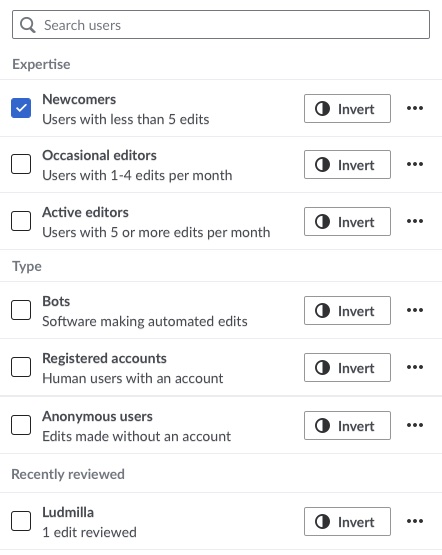 Search users
Expertise
Newcomers
Users with less than 5 edits
Invert
Occasional editors
Users with 1-4 edits per month
Invert
Active editors
Users with 5 or more edits per month
Invert
Type
Bots
Software making automated edits
Invert
Registered accounts
Human users with an account
Invert
Anonymous users
Edits made without an account
Invert
Recently reviewed
Ludmilla
1 edit reviewed
Invert